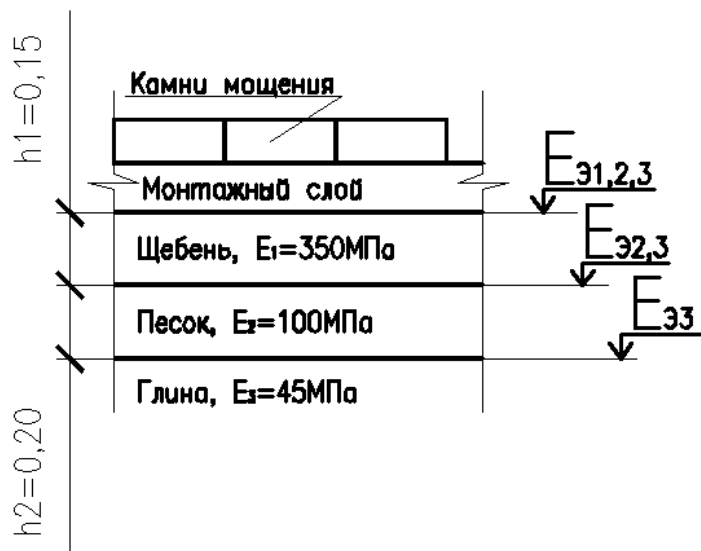 h1=0,15
Камни мощения
Монтажный слой
Eэ1,2,3
Щебень, E1=350МПа
Eэ2,3
Песок, E2=100МПа
Eэ3
Глина, E3=45МПа
h2=0,20